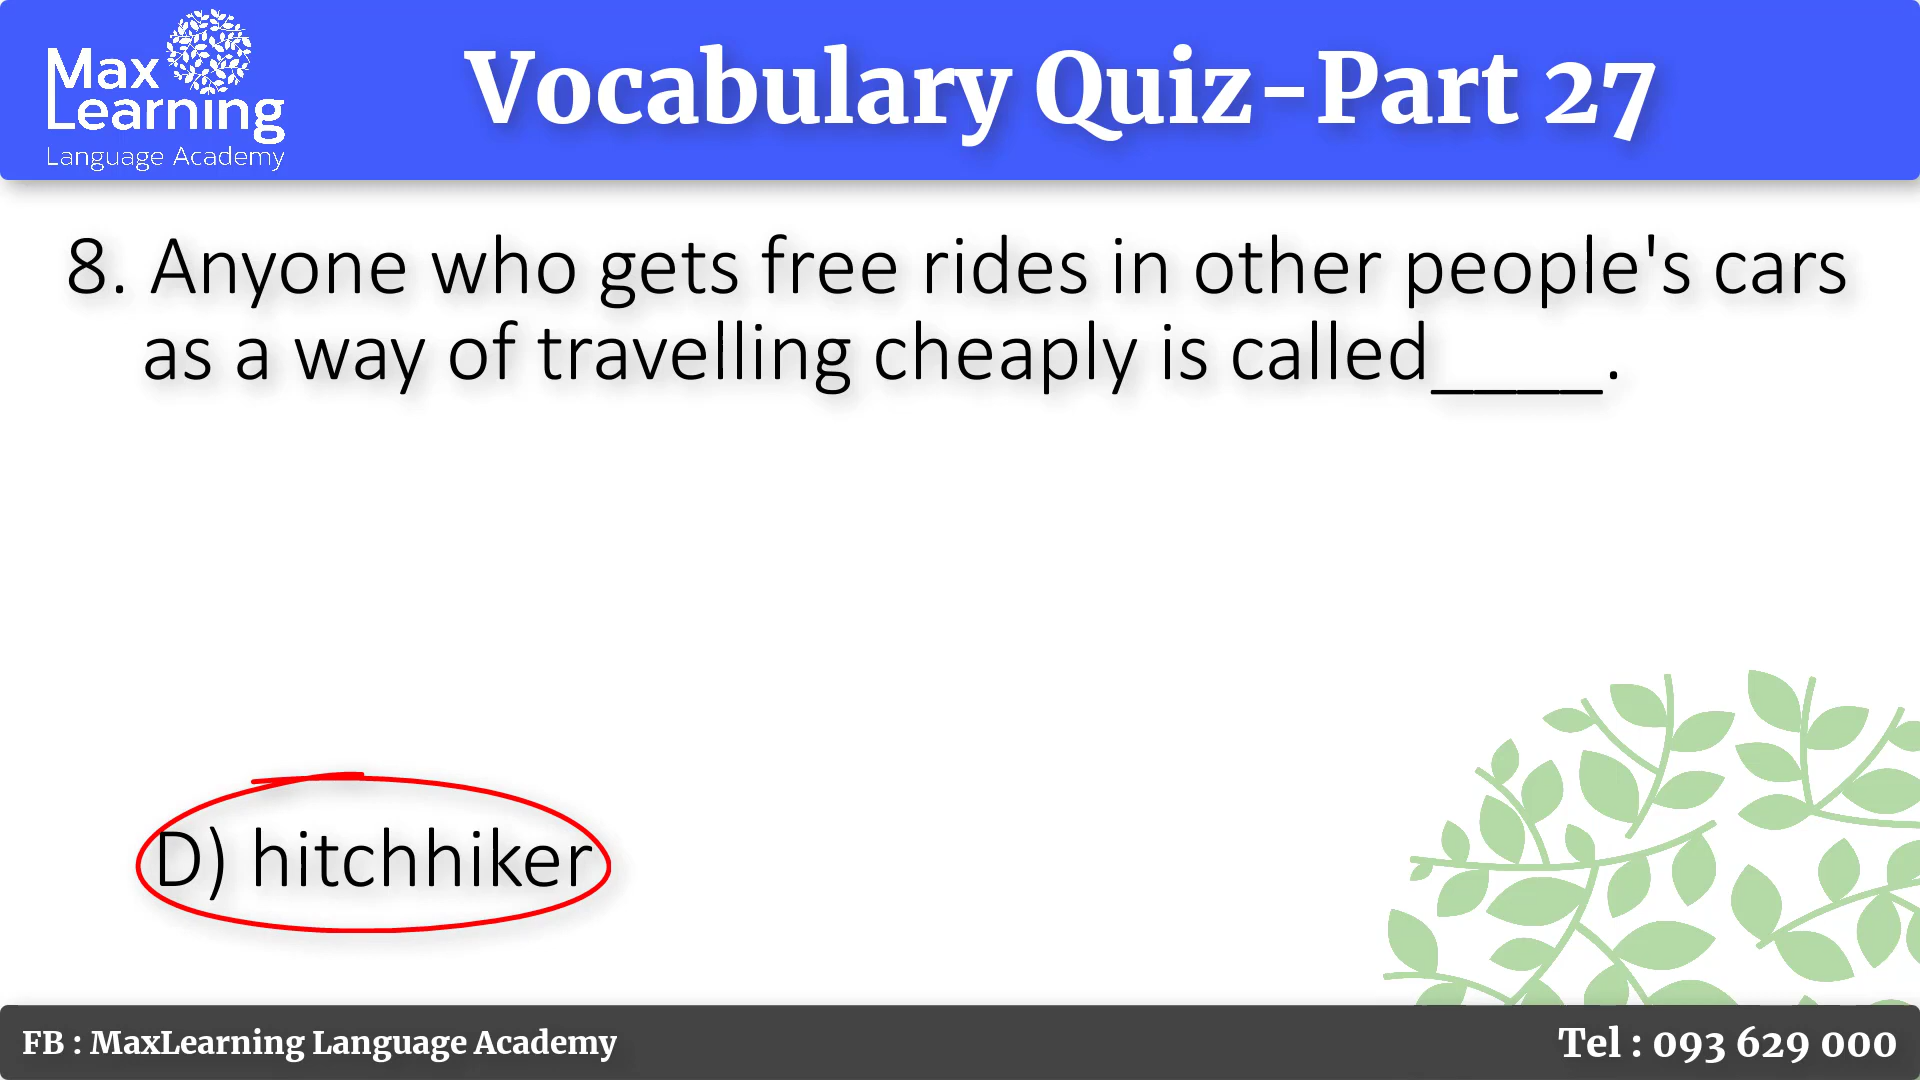 Max
Learning
Language Academy
Vocabulary Quiz-Part 27
8. Anyone who gets free rides in other people's cars
as a way of travelling cheaply is called____.
D) hitchhiker
FB : MaxLearning Language Academy
Tel : 093 629 000